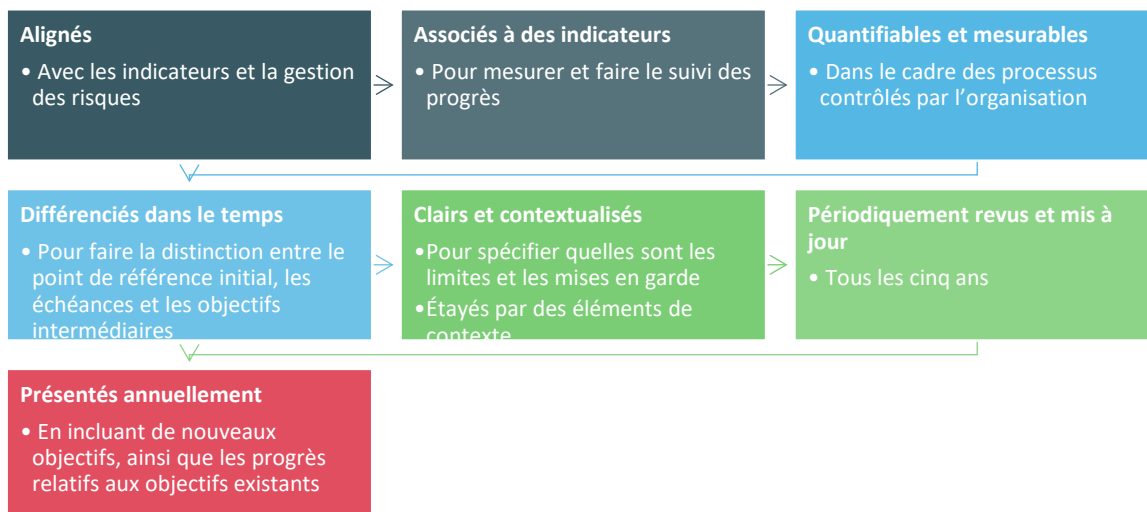 Alignés
• Avec les indicateurs et la gestion
des risques
Associés à des indicateurs
• Pour mesurer et faire le suivi des
progrès
Quantifiables et mesurables
• Dans le cadre des processus
contrôlés par l’organisation
Différenciés dans le temps
• Pour faire la distinction entre le
point de référence initial, les
échéances et les objectifs
intermédiaires
Clairs et contextualisés
•Pour spécifier quelles sont les
limites et les mises en garde
•Étayés par des éléments de
contexte
Périodiquement revus et mis à
jour
• Tous les cinq ans
Présentés annuellement
• En incluant de nouveaux
objectifs, ainsi que les progrès
relatifs aux objectifs existants